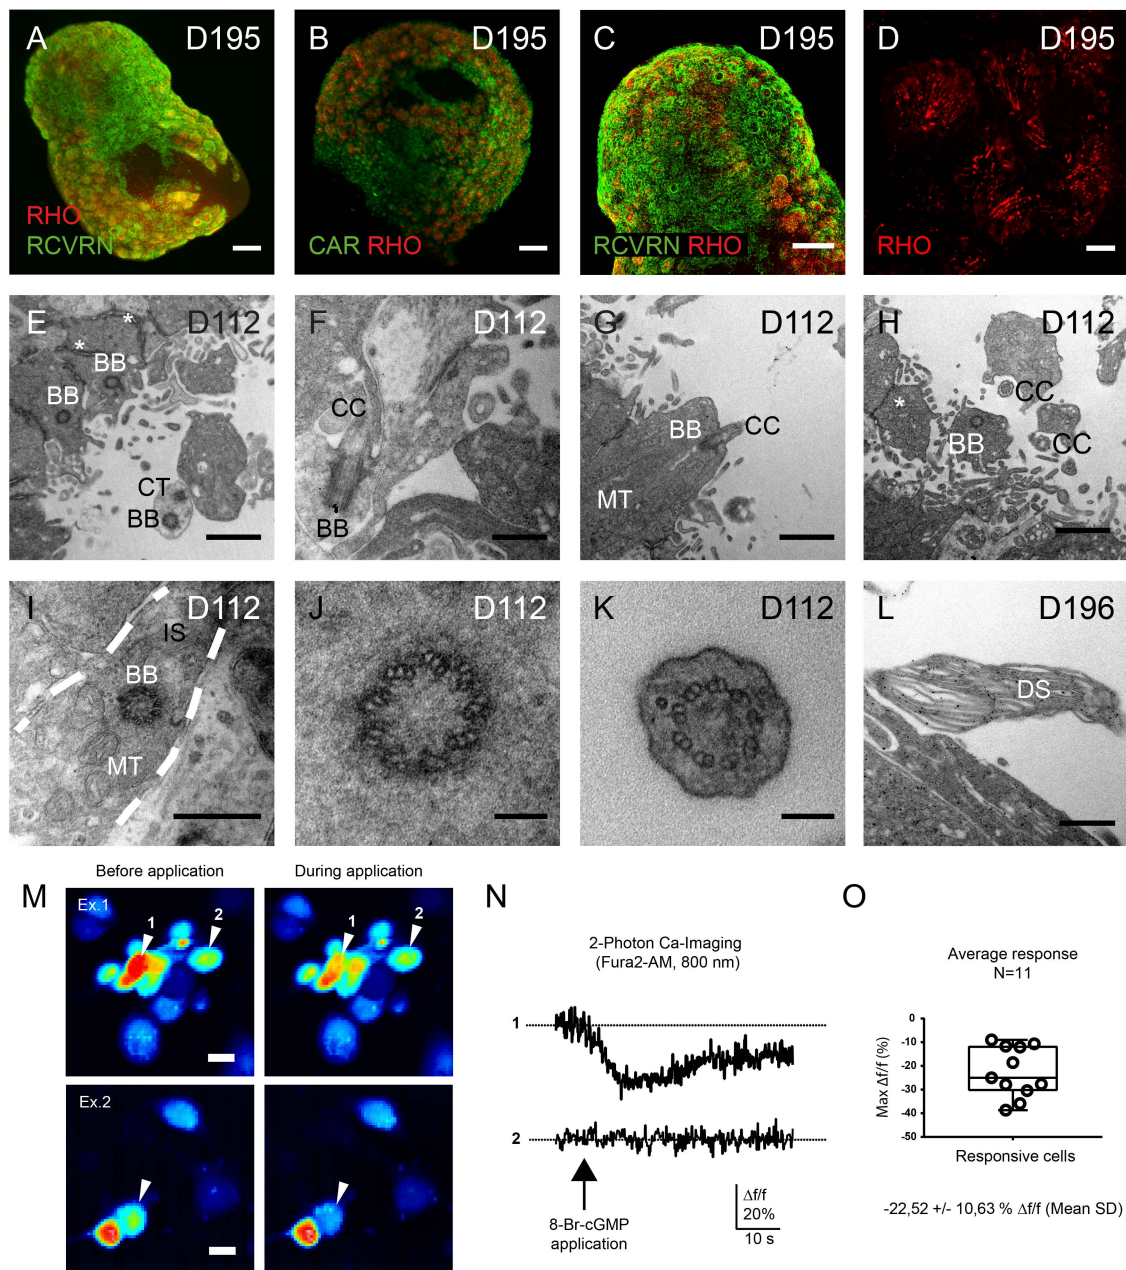 A D195
RHO
RCVRN
B D195
CAR RHO
C D195
RCVRN RHO
D D195
RHO
E D112
*
*
BB
BB
CT
BB
F D112
CC
BB
G D112
BB CC
MT
H D112
*
CC
BB CC
I D112
IS
BB
MT
J D112
K D112
L D196
DS
M
Before application During application
Ex.1
1 2
1 2
Ex.2
N
2-Photon Ca-Imaging
(Fura2-AM, 800 nm)
1
2
8-Br-cGMP
application
Δf/f
20%
10 s
O
Average response
N=11
Max Δf/f (%)
0
-10
-20
-30
-40
-50
Responsive cells
-22,52 +/- 10,63 % Δf/f (Mean SD)